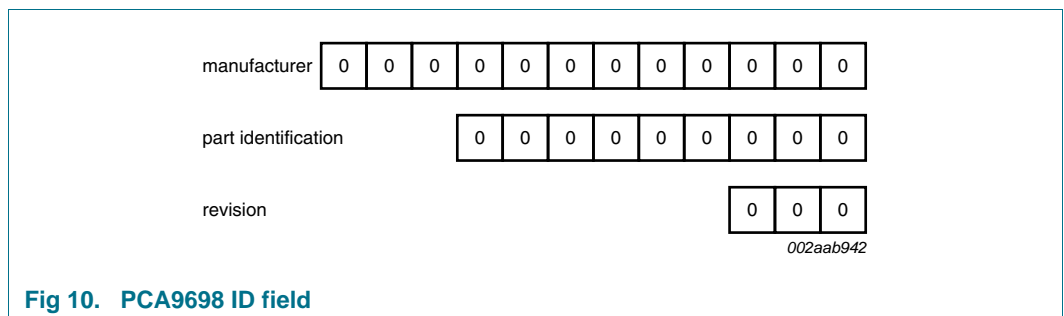 manufacturer 0 0 0 0 0 0 0 0 0 0 0 0
part identification 0 0 0 0 0 0 0 0 0
revision 0 0 0
002aab942
Fig 10. PCA9698 ID field